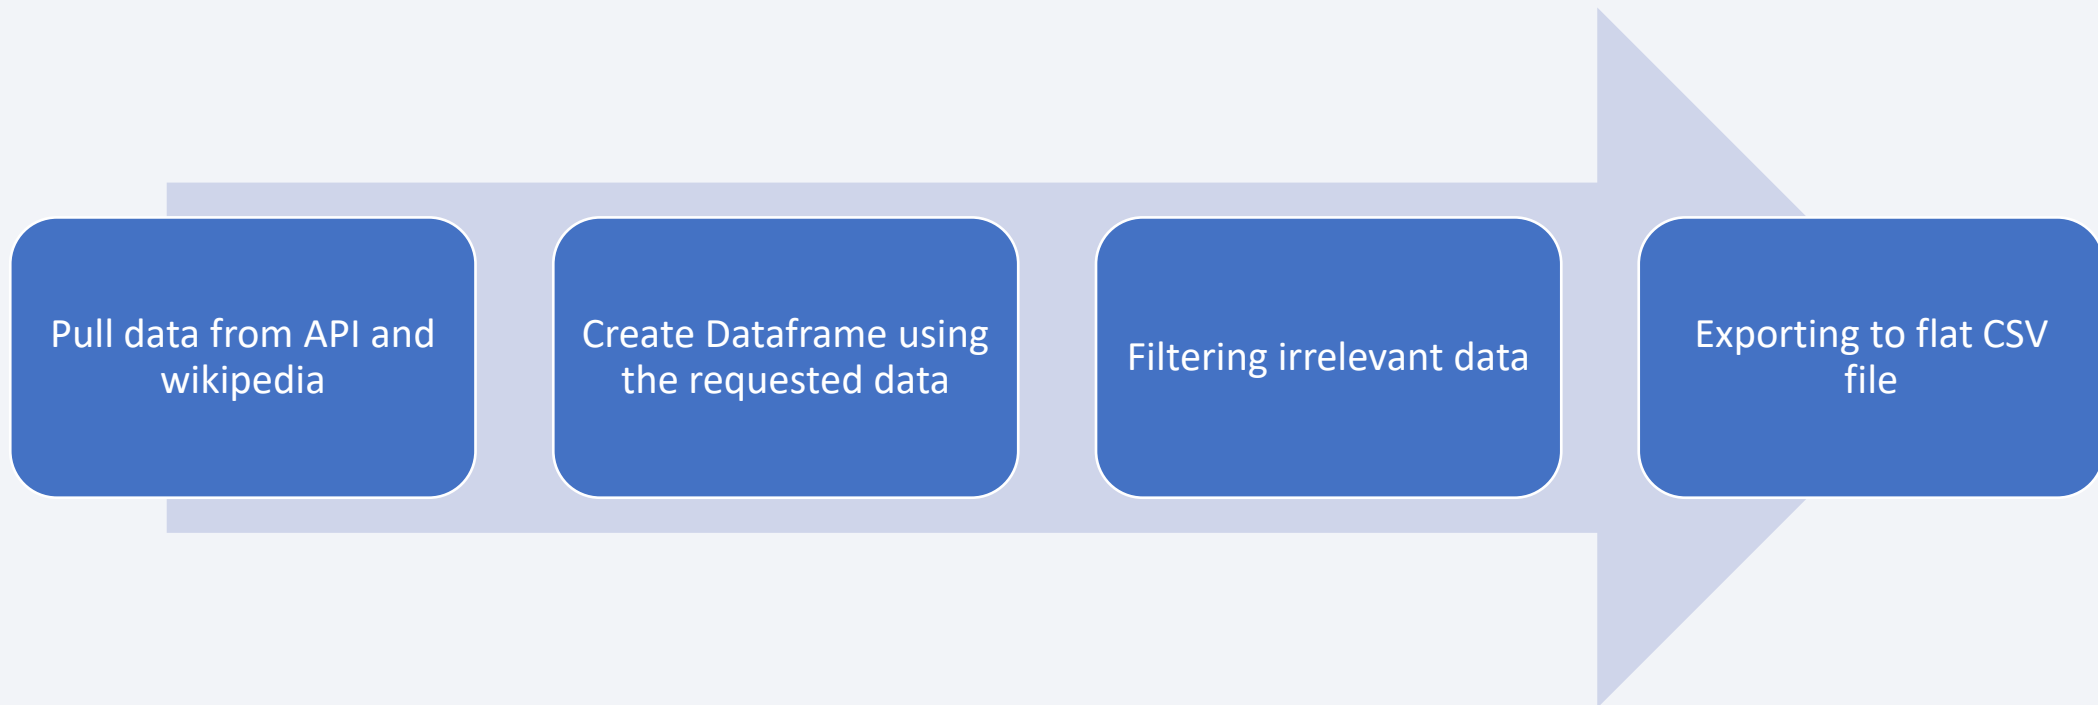 Pull data from API and
wikipedia
Create Dataframe using
the requested data
Filtering irrelevant data
Exporting to flat CSV
file